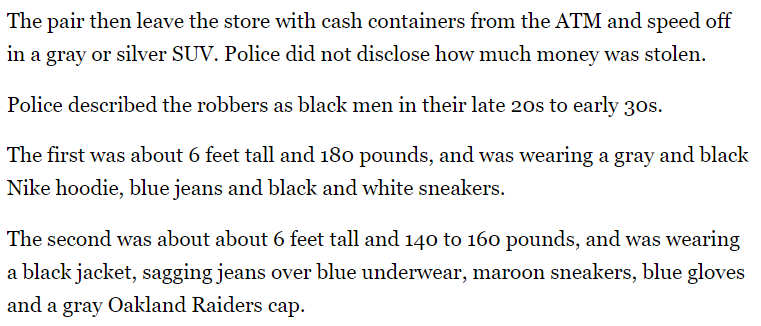 The pair then leave the store with cash containers from the ATM and speed off
in a gray or silver SUV. Police did not disclose how much money was stolen.
Police described the robbers as black men in their late 20s to early 30s.
The first was about 6 feet tall and 180 pounds, and was wearing a gray and black
Nike hoodie, blue jeans and black and white sneakers.
The second was about about 6 feet tall and 140 to 160 pounds, and was wearing
a black jacket, sagging jeans over blue underwear, maroon sneakers, blue gloves
and a gray Oakland Raiders cap.